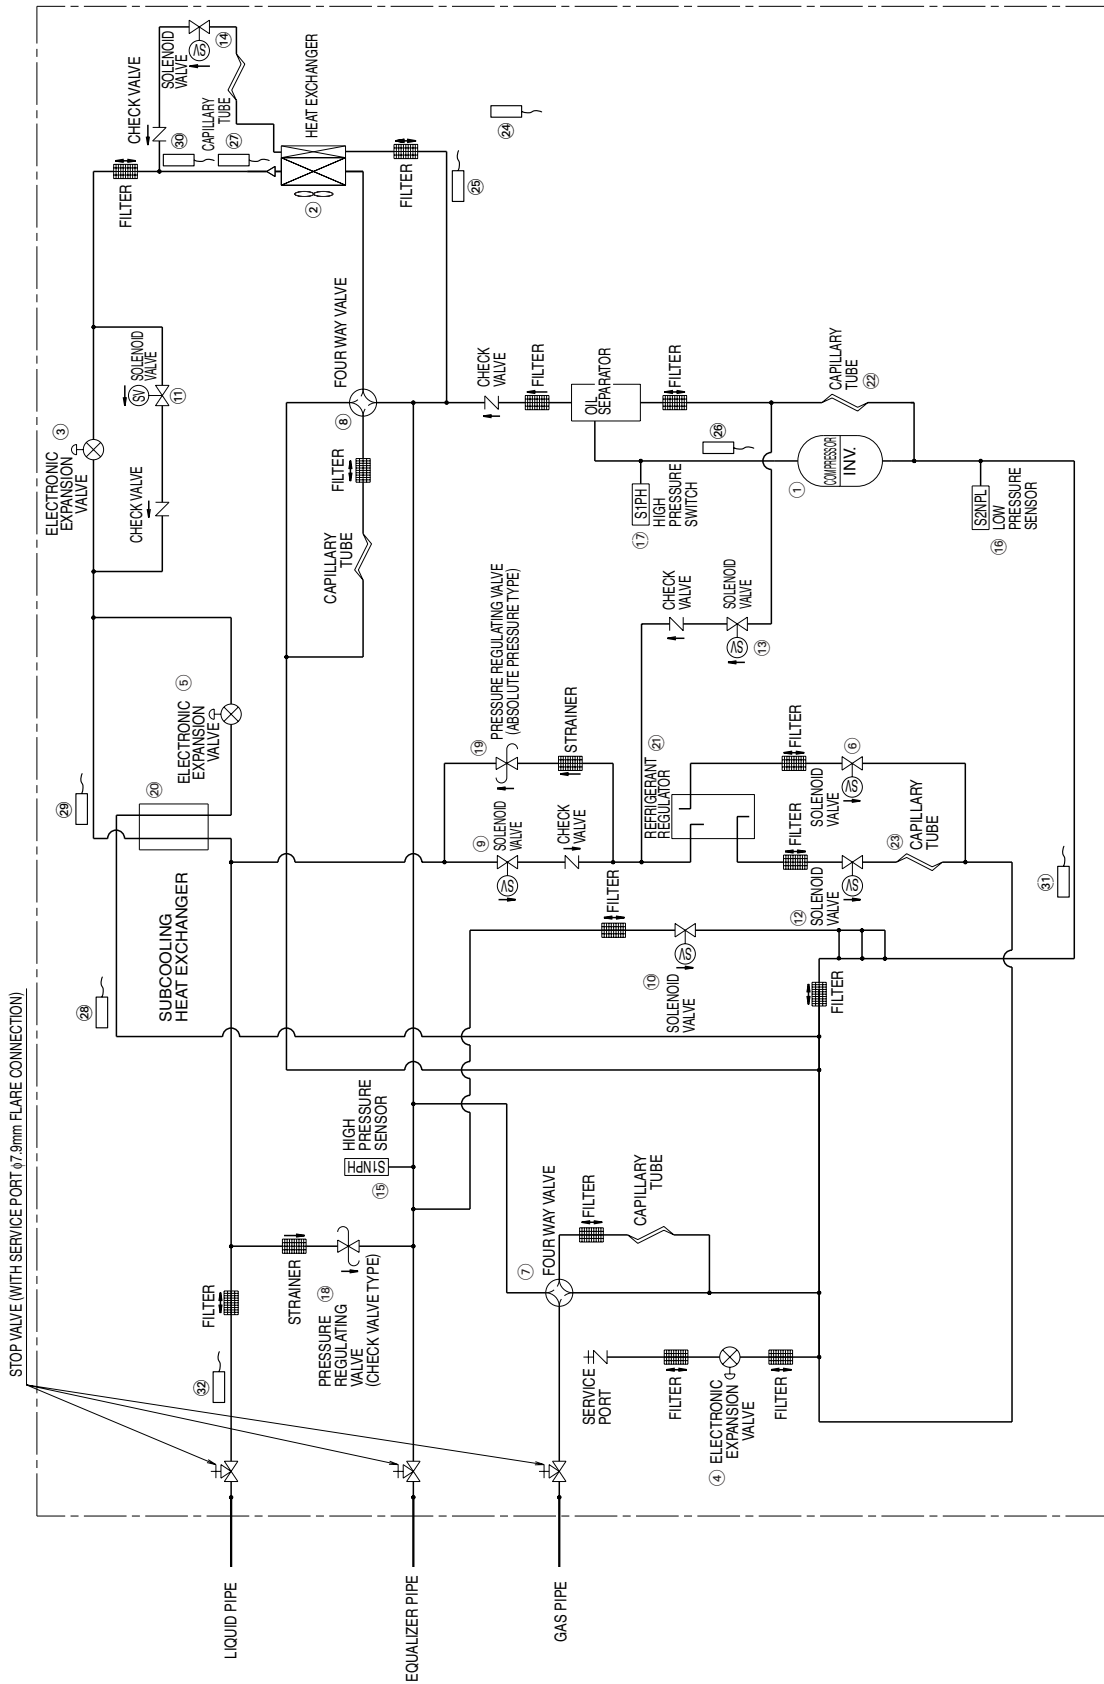 STOP VALVE (WITH SERVICE PORT φ7.9mm FLARE CONNECTION)
LIQUID PIPE
EQUALIZER PIPE
GAS PIPE
32
FILTER
STRAINER
18
PRESSURE
REGULATING
VALVE
(CHECK VALVE TYPE)
15
S1NPH
HIGH
PRESSURE
SENSOR
7
FOUR WAY VALVE
FILTER
CAPILLARY
TUBE
SERVICE
PORT
FILTER
4
ELECTRONIC
EXPANSION
VALVE
FILTER
28
SUBCOOLING
HEAT EXCHANGER
29
20
5
ELECTRONIC
EXPANSION
VALVE
3
ELECTRONIC
EXPANSION
VALVE
CHECK VALVE
SV
SOLENOID
VALVE
11
FILTER
CHECK VALVE
SOLENOID
VALVE
SV
14
30
CAPILLARY
TUBE
27
HEAT EXCHANGER
2
FILTER
24
25
FOUR WAY VALVE
8
FILTER
CAPILLARY
TUBE
CHECK
VALVE
FILTER
OIL
SEPARATOR
FILTER
CAPILLARY
TUBE
22
26
1
COMPRESSOR
INV.
17
S1PH
HIGH
PRESSURE
SWITCH
16
S2NPL
LOW
PRESSURE
SENSOR
CHECK
VALVE
SOLENOID
VALVE
SV
13
19
PRESSURE REGULATING VALVE
(ABSOLUTE PRESSURE TYPE)
STRAINER
9
SOLENOID
VALVE
SV
CHECK
VALVE
REFRIGERANT
REGULATOR
21
FILTER
6
SOLENOID
VALVE
SV
FILTER
12
SOLENOID
VALVE
SV
23
CAPILLARY
TUBE
FILTER
10
SOLENOID
VALVE
SV
FILTER
31